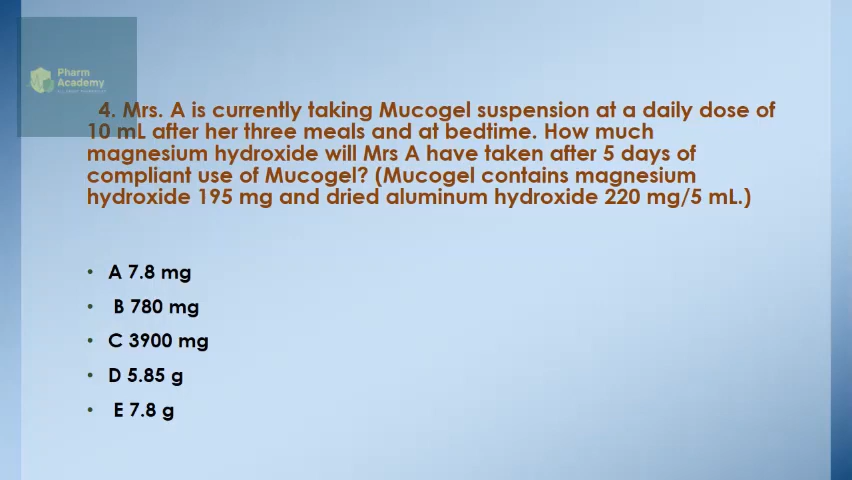 Pharm
Academy
4. Mrs. A is currently taking Mucogel suspension at a daily dose of
10 mL after her three meals and at bedtime. How much
magnesium hydroxide will Mrs A have taken after 5 days of
compliant use of Mucogel? (Mucogel contains magnesium
hydroxide 195 mg and dried aluminum hydroxide 220 mg/5 mL.)
• A 7.8 mg
• B 780 mg
• C 3900 mg
• D 5.85 g
• E 7.8 g